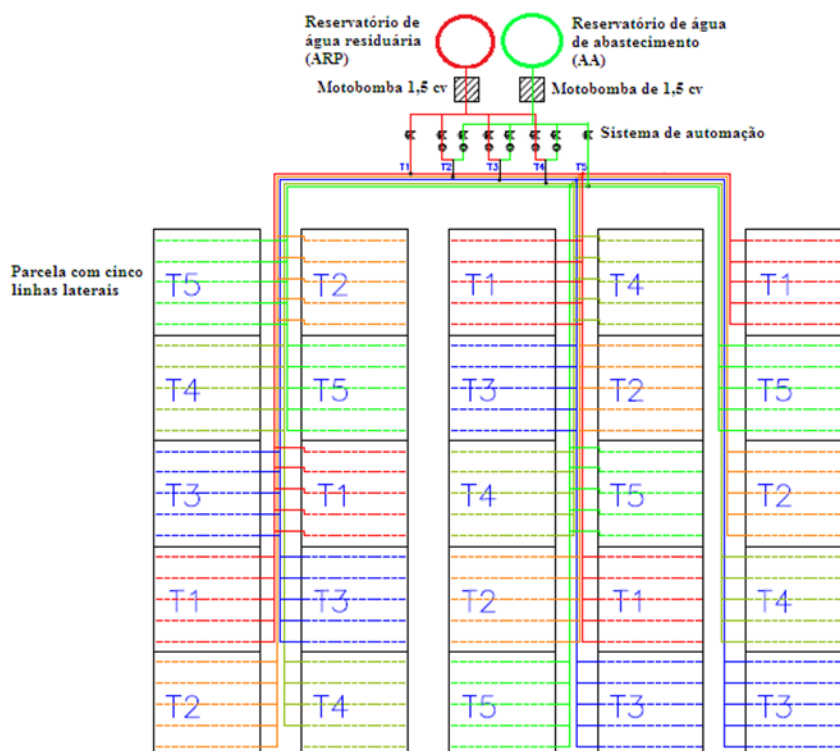 Reservatório de
água residuária
(ARP)
Reservatório de água
de abastecimento
(AA)
Motobomba 1,5 cv
Motobomba de 1,5 cv
Sistema de automação
T1 T2 T3 T4 T5
Parcela com cinco
linhas laterais
T5 T2 T1 T4 T1
T4 T5 T3 T2 T5
T3 T1 T4 T5 T2
T1 T3 T2 T1 T4
T2 T4 T5 T3 T3